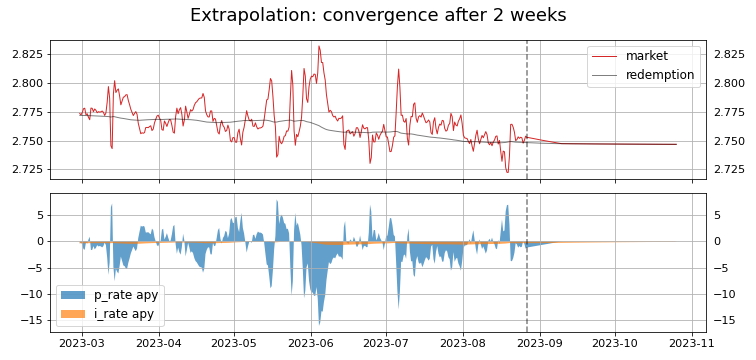 Extrapolation: convergence after 2 weeks
2.825 2.825
market
redemption
2.800 2.800
2.775 2.775
2.750 2.750
2.725 2.725
5 5
0 0
−5 −5
−10 −10
p_rate apy
i_rate apy
−15 −15
2023-03 2023-04 2023-05 2023-06 2023-07 2023-08 2023-09 2023-10 2023-11